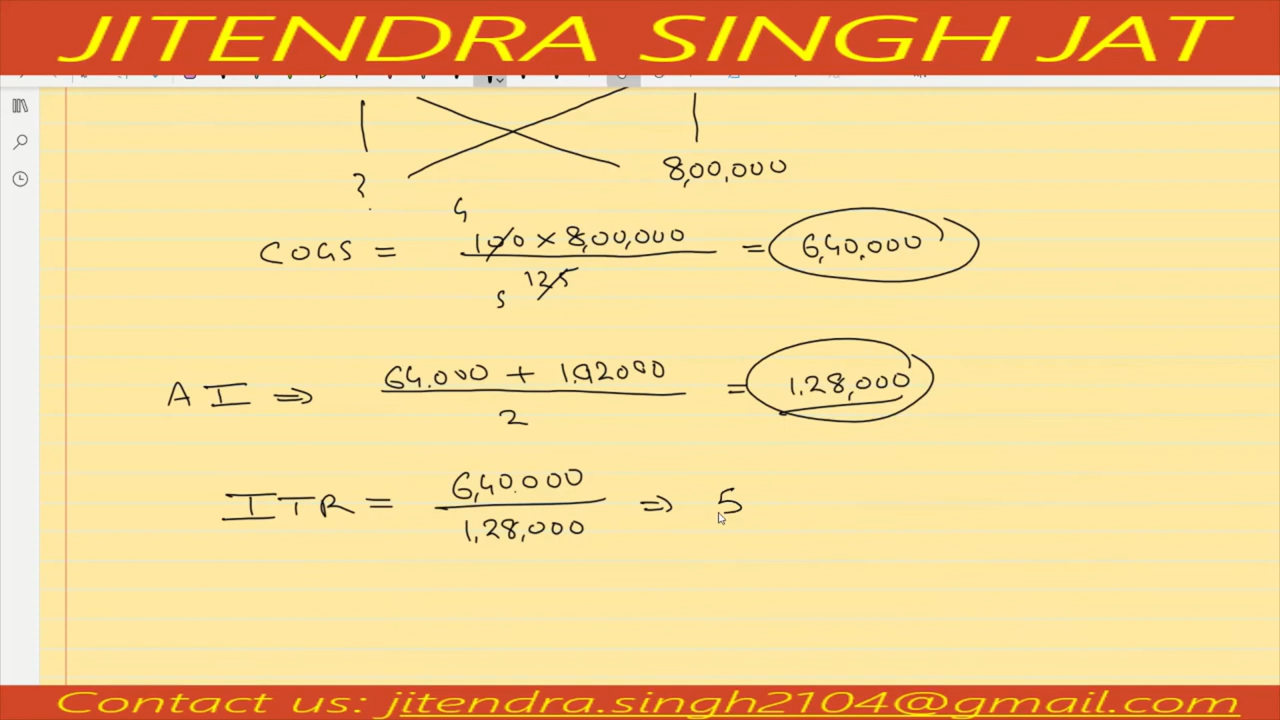 JITENDRA SINGH JAT
? 8,00,000
4
COGS = 100 × 8,00,000 = 6,40,000
5 125
AI ⇒ 64,000 + 1,92000 = 1,28,000
2
ITR = 6,40,000 ⇒ 5
1,28,000
Contact us: jitendra.singh2104@gmail.com